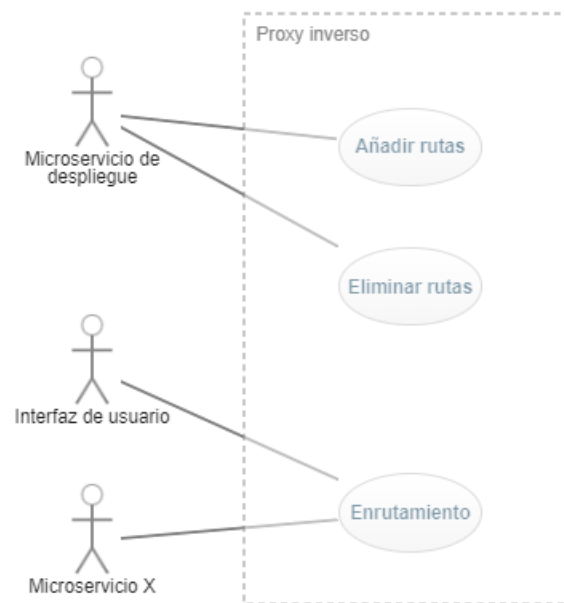 Proxy inverso
Añadir rutas
Microservicio de
despliegue
Eliminar rutas
Interfaz de usuario
Enrutamiento
Microservicio X